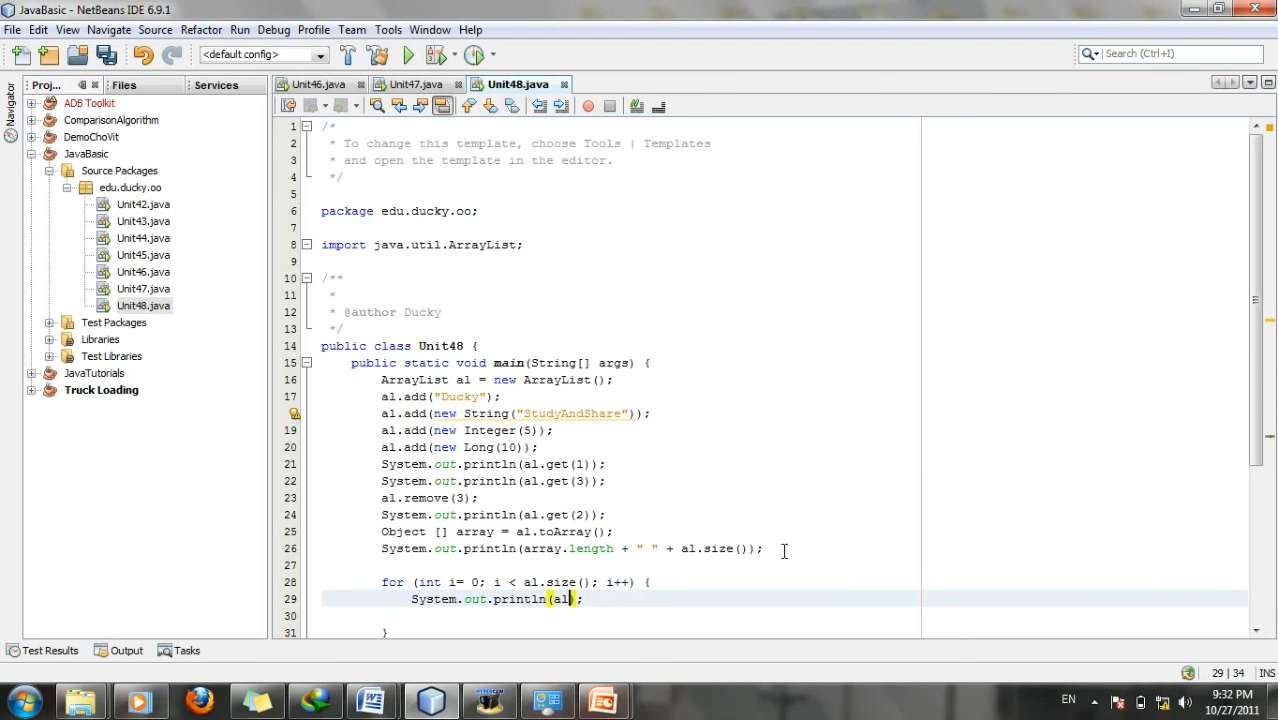 JavaBasic - NetBeans IDE 6.9.1
File Edit View Navigate Source Refactor Run Debug Profile Team Tools Window Help
<default config> Search (Ctrl+I)
Proj... Files Services Unit46.java Unit47.java Unit48.java
Navigator
ADB Toolkit
ComparisonAlgorithm
DemoChoVit
JavaBasic
Source Packages
edu.ducky.oo
Unit42.java
Unit43.java
Unit44.java
Unit45.java
Unit46.java
Unit47.java
Unit48.java
Test Packages
Libraries
Test Libraries
JavaTutorials
Truck Loading
1 /*
2 * To change this template, choose Tools | Templates
3 * and open the template in the editor.
4 */
5
6 package edu.ducky.oo;
7
8 import java.util.ArrayList;
9
10 /**
11 *
12 * @author Ducky
13 */
14 public class Unit48 {
15 public static void main(String[] args) {
16 ArrayList al = new ArrayList();
17 al.add("Ducky");
al.add(new String("StudyAndShare"));
19 al.add(new Integer(5));
20 al.add(new Long(10));
21 System.out.println(al.get(1));
22 System.out.println(al.get(3));
23 al.remove(3);
24 System.out.println(al.get(2));
25 Object [] array = al.toArray();
26 System.out.println(array.length + " " + al.size());
27
28 for (int i= 0; i < al.size(); i++) {
29 System.out.println(al);
30
31 }
Test Results Output Tasks
29 | 34 INS
EN 9:32 PM
10/27/2011